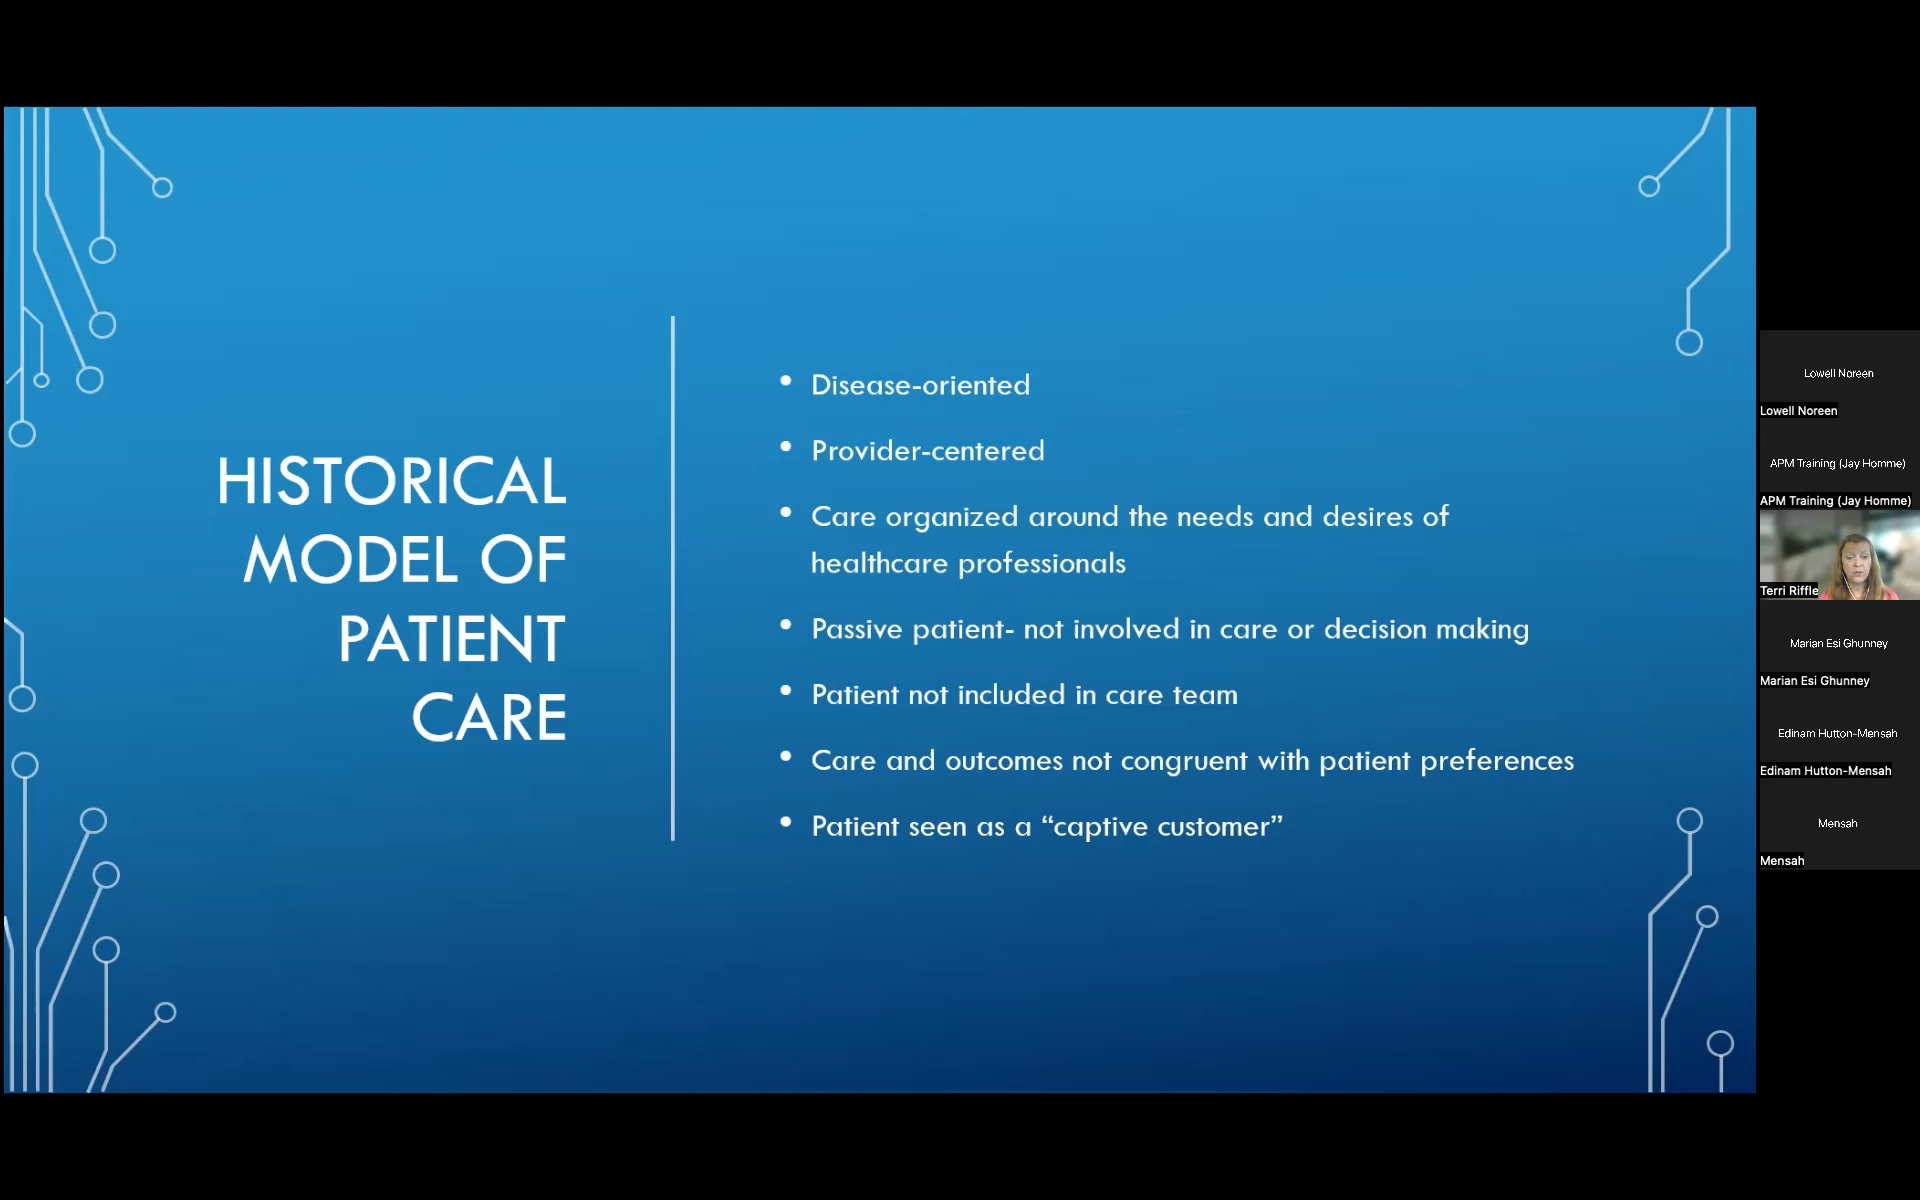 HISTORICAL
MODEL OF
PATIENT
CARE
• Disease-oriented
• Provider-centered
• Care organized around the needs and desires of
healthcare professionals
• Passive patient- not involved in care or decision making
• Patient not included in care team
• Care and outcomes not congruent with patient preferences
• Patient seen as a “captive customer”
Lowell Noreen
Lowell Noreen
APM Training (Jay Homme)
APM Training (Jay Homme)
Terri Riffle
Marian Esi Ghunney
Marian Esi Ghunney
Edinam Hutton-Mensah
Edinam Hutton-Mensah
Mensah
Mensah